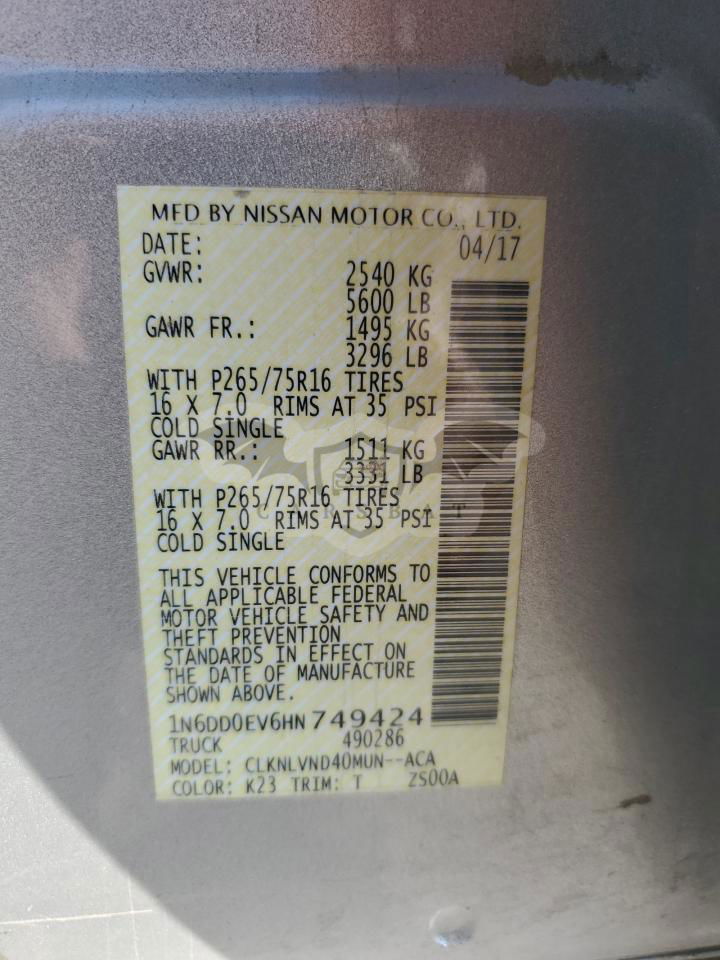 MFD BY NISSAN MOTOR CO., LTD.
DATE: 04/17
GVWR: 2540 KG
5600 LB
GAWR FR.: 1495 KG
3296 LB
WITH P265/75R16 TIRES
16 X 7.0 RIMS AT 35 PSI
COLD SINGLE
GAWR RR.: 1511 KG
3331 LB
WITH P265/75R16 TIRES
16 X 7.0 RIMS AT 35 PSI
COLD SINGLE
THIS VEHICLE CONFORMS TO
ALL APPLICABLE FEDERAL
MOTOR VEHICLE SAFETY AND
THEFT PREVENTION
STANDARDS IN EFFECT ON
THE DATE OF MANUFACTURE
SHOWN ABOVE.
1N6DD0EV6HN749424
TRUCK 490286
MODEL: CLKNLVND40MUN--ACA
COLOR: K23 TRIM: T ZS00A